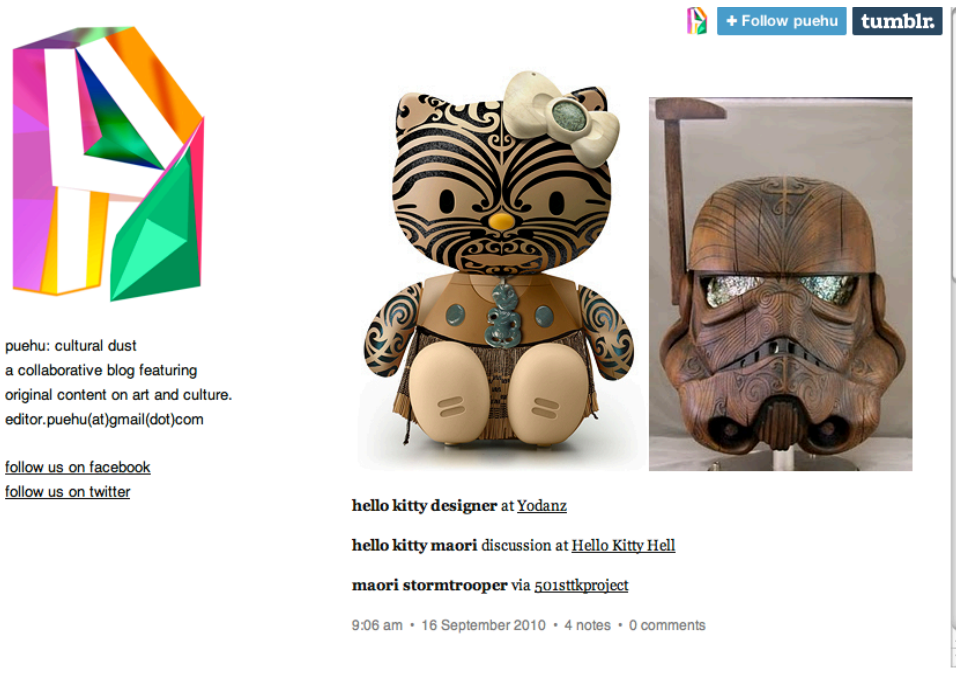 + Follow puehu
tumblr.
puehu: cultural dust
a collaborative blog featuring
original content on art and culture.
editor.puehu(at)gmail(dot)com
follow us on facebook
follow us on twitter
hello kitty designer at Yodanz
hello kitty maori discussion at Hello Kitty Hell
maori stormtrooper via 501sttkproject
9:06 am • 16 September 2010 • 4 notes • 0 comments